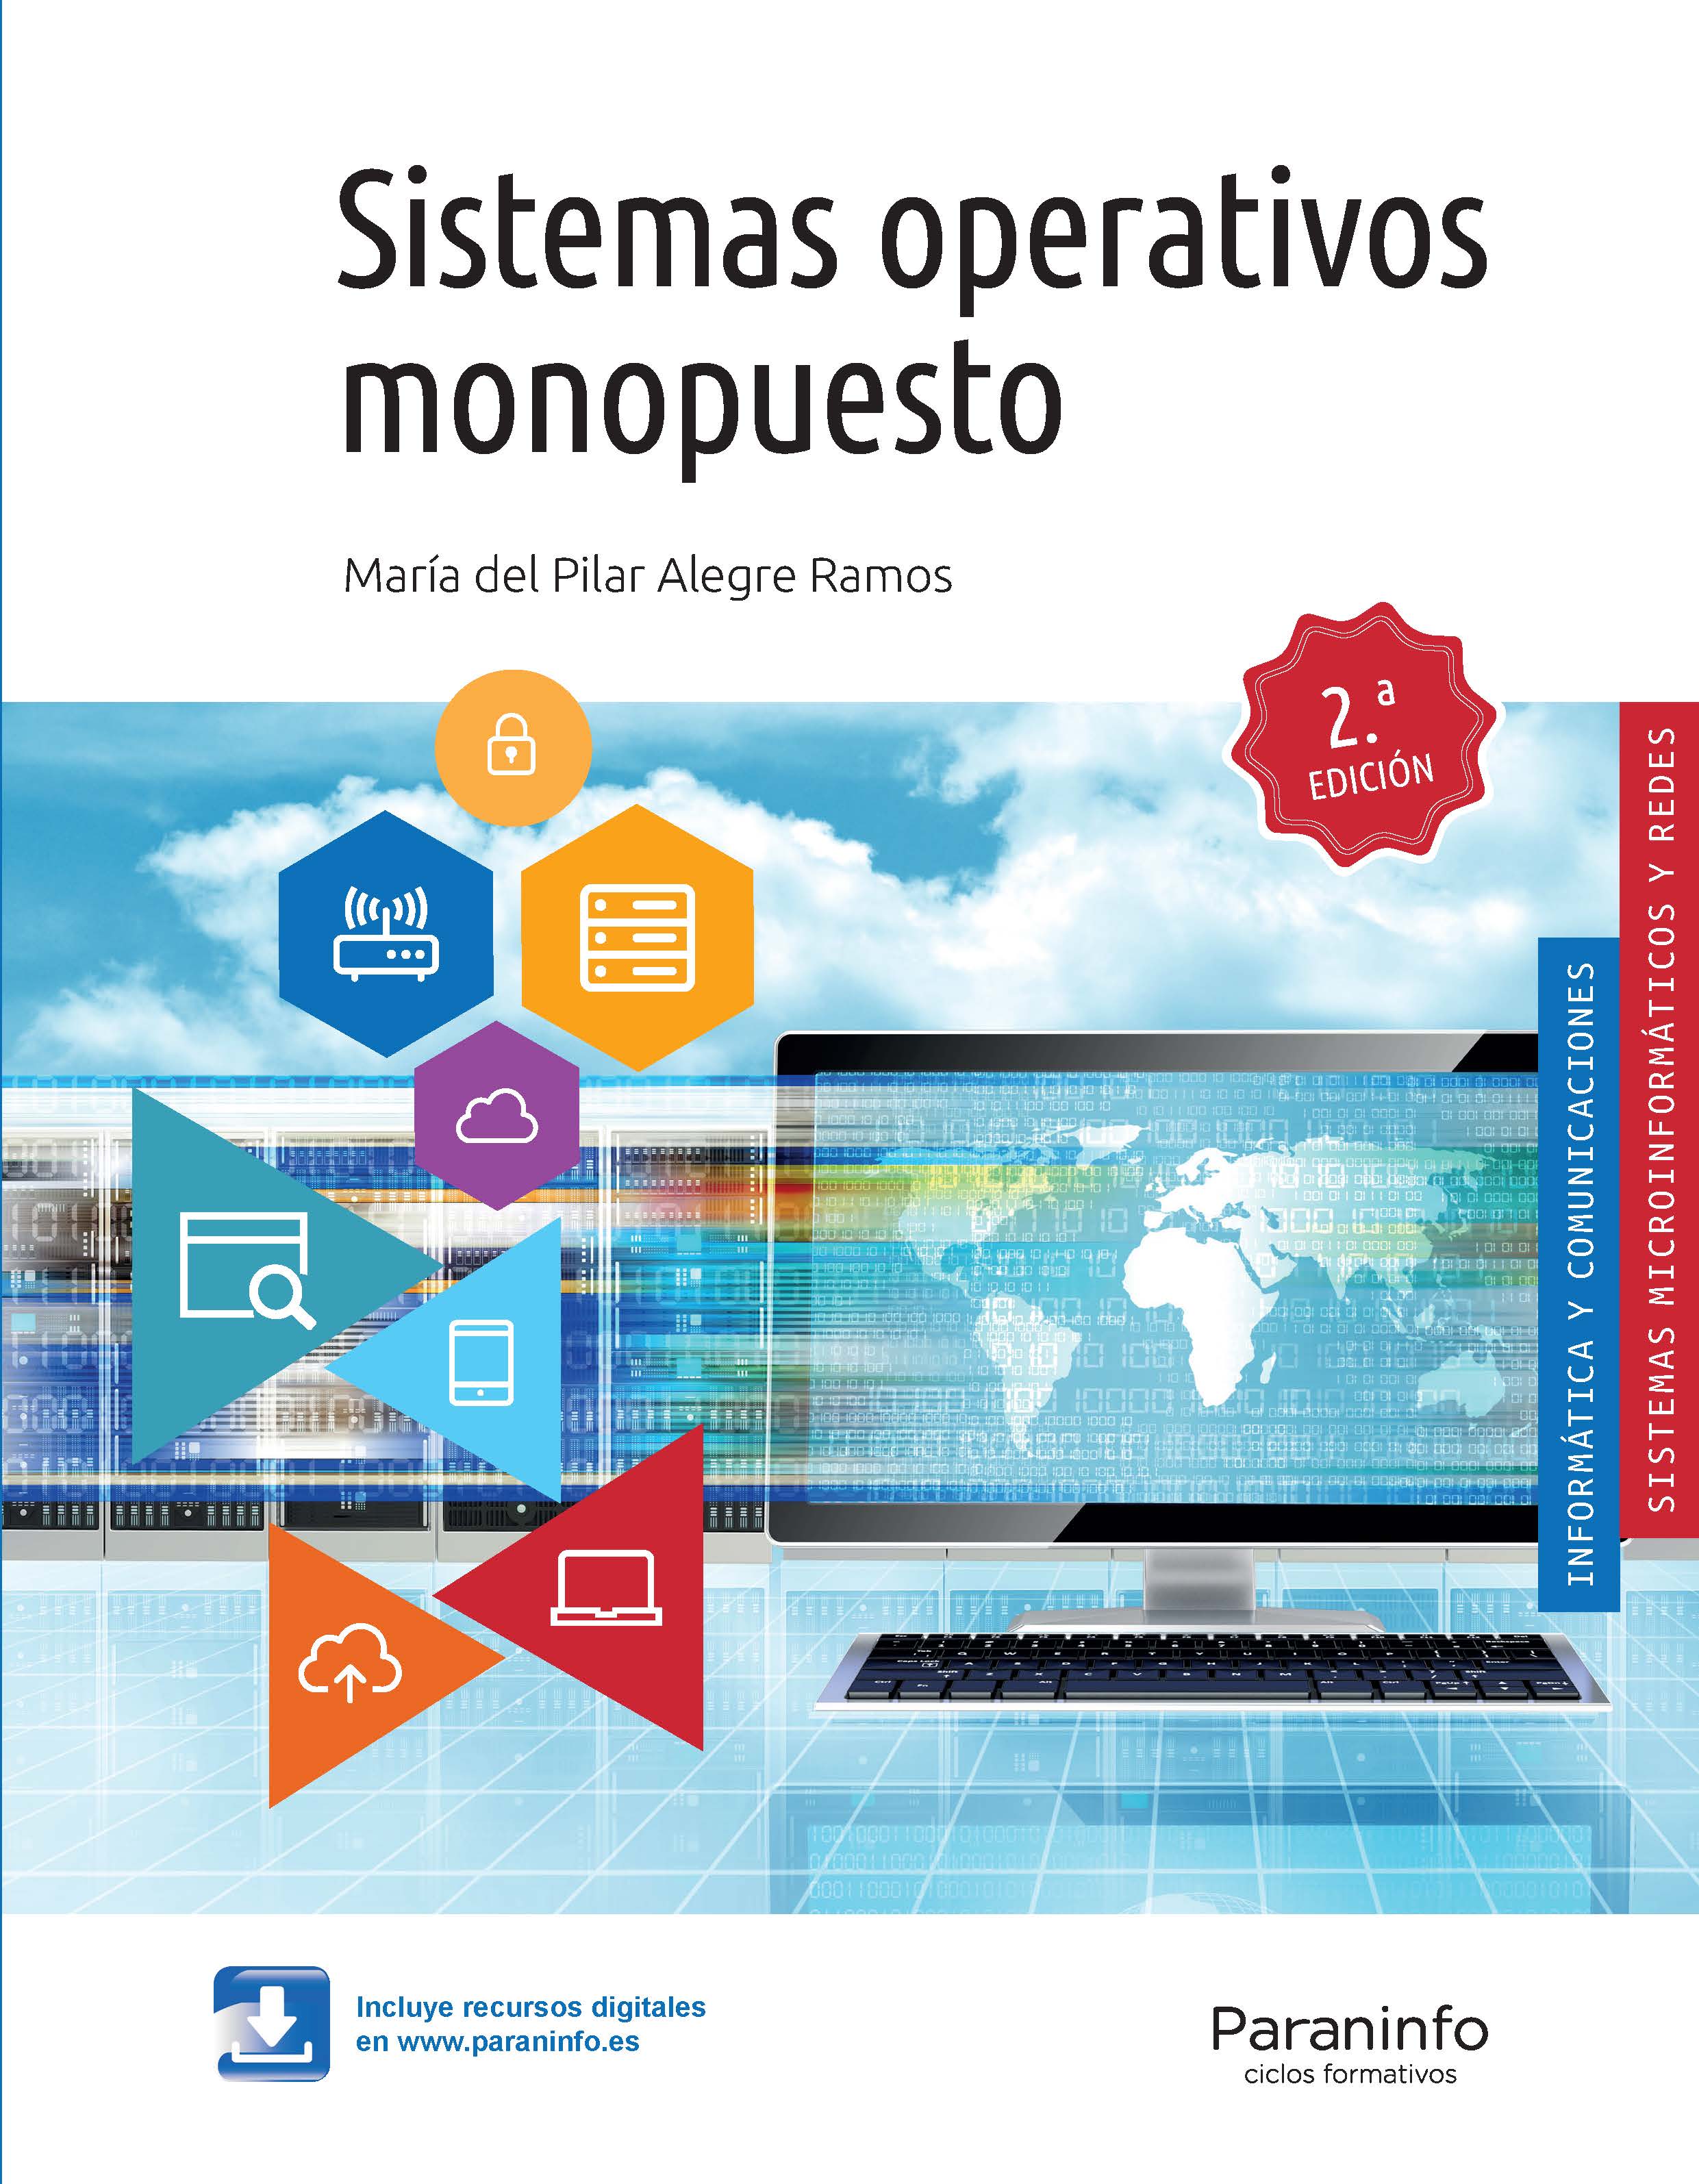 Sistemas operativos
monopuesto
María del Pilar Alegre Ramos
2.ª
EDICIÓN
SISTEMAS MICROINFORMÁTICOS Y REDES
INFORMÁTICA Y COMUNICACIONES
Incluye recursos digitales
en www.paraninfo.es
Paraninfo
ciclos formativos